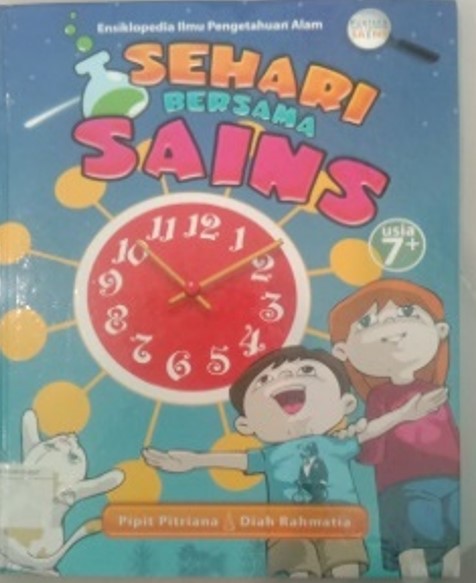 Ensiklopedia Ilmu Pengetahuan Alam
SAINS
SEHARI
BERSAMA
SAINS
usia
7+
11 12 1
10 2
9 3
8 4
7 6 5
Pipit Pitriana & Diah Rahmatia